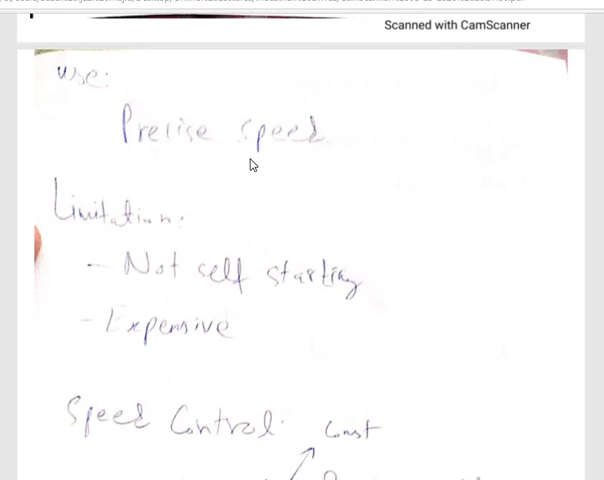 Scanned with CamScanner
Use:
Precise speed
Limitation:
- Not self starting
- Expensive
Speed Control: Const